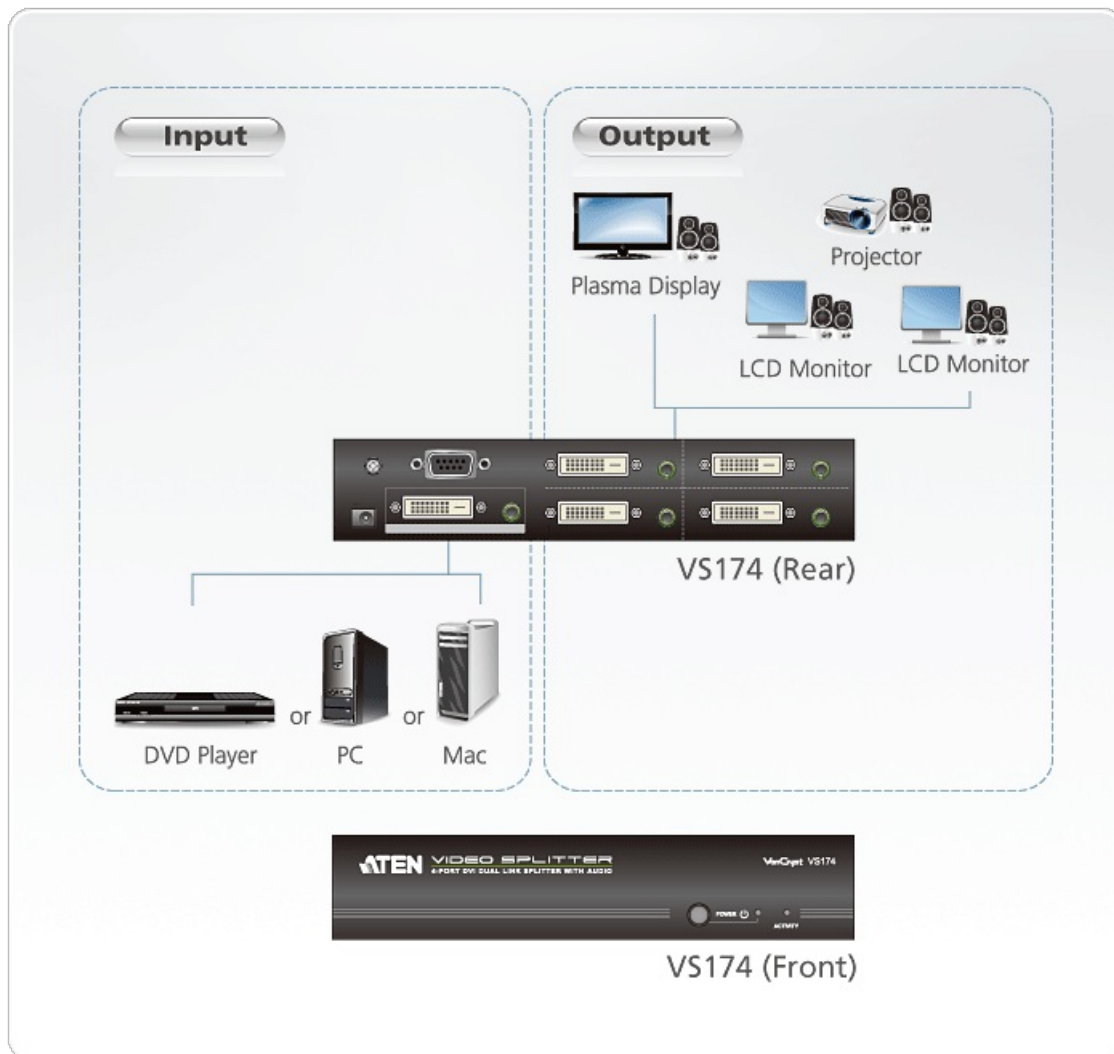 Input
Output
Plasma Display
Projector
LCD Monitor
LCD Monitor
VS174 (Rear)
DVD Player
or
PC
or
Mac
ATEN VIDEO SPLITTER
4-PORT DVI DUAL LINK SPLITTER WITH AUDIO
VanCryst VS174
POWER
ACTIVITY
VS174 (Front)